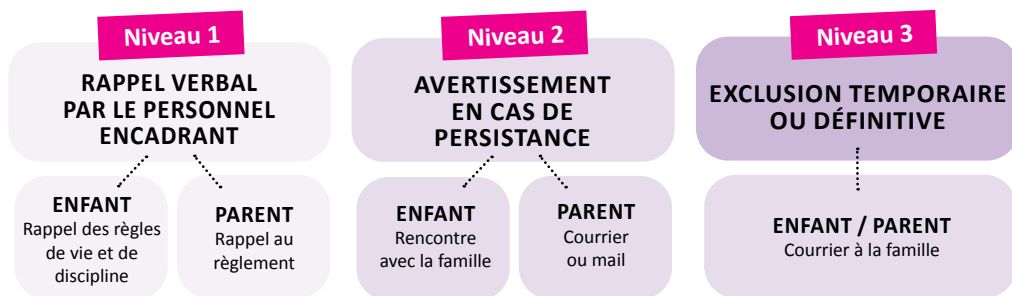 Niveau 1
RAPPEL VERBAL
PAR LE PERSONNEL
ENCADRANT
ENFANT
Rappel des règles
de vie et de
discipline
PARENT
Rappel au
règlement
Niveau 2
AVERTISSEMENT
EN CAS DE
PERSISTANCE
ENFANT
Rencontre
avec la famille
PARENT
Courrier
ou mail
Niveau 3
EXCLUSION TEMPORAIRE
OU DÉFINITIVE
ENFANT / PARENT
Courrier à la famille